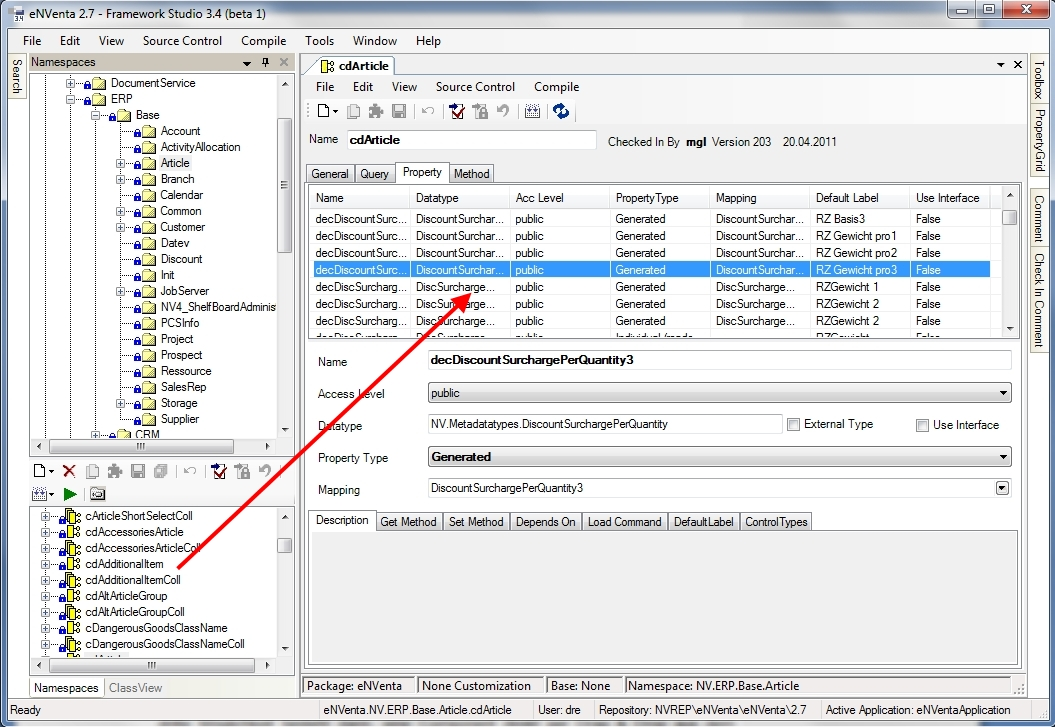 eNVenta 2.7 - Framework Studio 3.4 (beta 1)
File Edit View Source Control Compile Tools Window Help
Search
Namespaces
DocumentService
ERP
Base
Account
ActivityAllocation
Article
Branch
Calendar
Common
Customer
Datev
Discount
Init
JobServer
NV4_ShelfBoardAdminis
PCSInfo
Project
Prospect
Ressource
SalesRep
Storage
Supplier
CRM
cArticleShortSelectColl
cdAccessoriesArticle
cdAccessoriesArticleColl
cdAdditionalItem
cdAdditionalItemColl
cdAltArticleGroup
cdAltArticleGroupColl
cDangerousGoodsClassName
cDangerousGoodsClassNameColl
Namespaces ClassView
cdArticle
File Edit View Source Control Compile
Name cdArticle Checked In By mgl Version 203 20.04.2011
General Query Property Method
Name Datatype Acc Level PropertyType Mapping Default Label Use Interface
decDiscountSurc... DiscountSurchar... public Generated DiscountSurchar... RZ Basis3 False
decDiscountSurc... DiscountSurchar... public Generated DiscountSurchar... RZ Gewicht pro1 False
decDiscountSurc... DiscountSurchar... public Generated DiscountSurchar... RZ Gewicht pro2 False
decDiscountSurc... DiscountSurchar... public Generated DiscountSurchar... RZ Gewicht pro3 False
decDiscSurcharg... DiscSurcharge... public Generated DiscSurcharge... RZGewicht 1 False
decDiscSurcharg... DiscSurcharge... public Generated DiscSurcharge... RZGewicht 2 False
decDiscSurcharg... DiscSurcharge... public Generated DiscSurcharge... RZGewicht 2 False
Name decDiscountSurchargePerQuantity3
Access Level public
Datatype NV.Metadatatypes.DiscountSurchargePerQuantity External Type Use Interface
Property Type Generated
Mapping DiscountSurchargePerQuantity3
Description Get Method Set Method Depends On Load Command DefaultLabel ControlTypes
Package: eNVenta None Customization Base: None Namespace: NV.ERP.Base.Article
Toolbox
PropertyGrid
Comment
Check In Comment
Ready eNVenta.NV.ERP.Base.Article.cdArticle User: dre Repository: NVREP\eNVenta\eNVenta\2.7 Active Application: eNVentaApplication